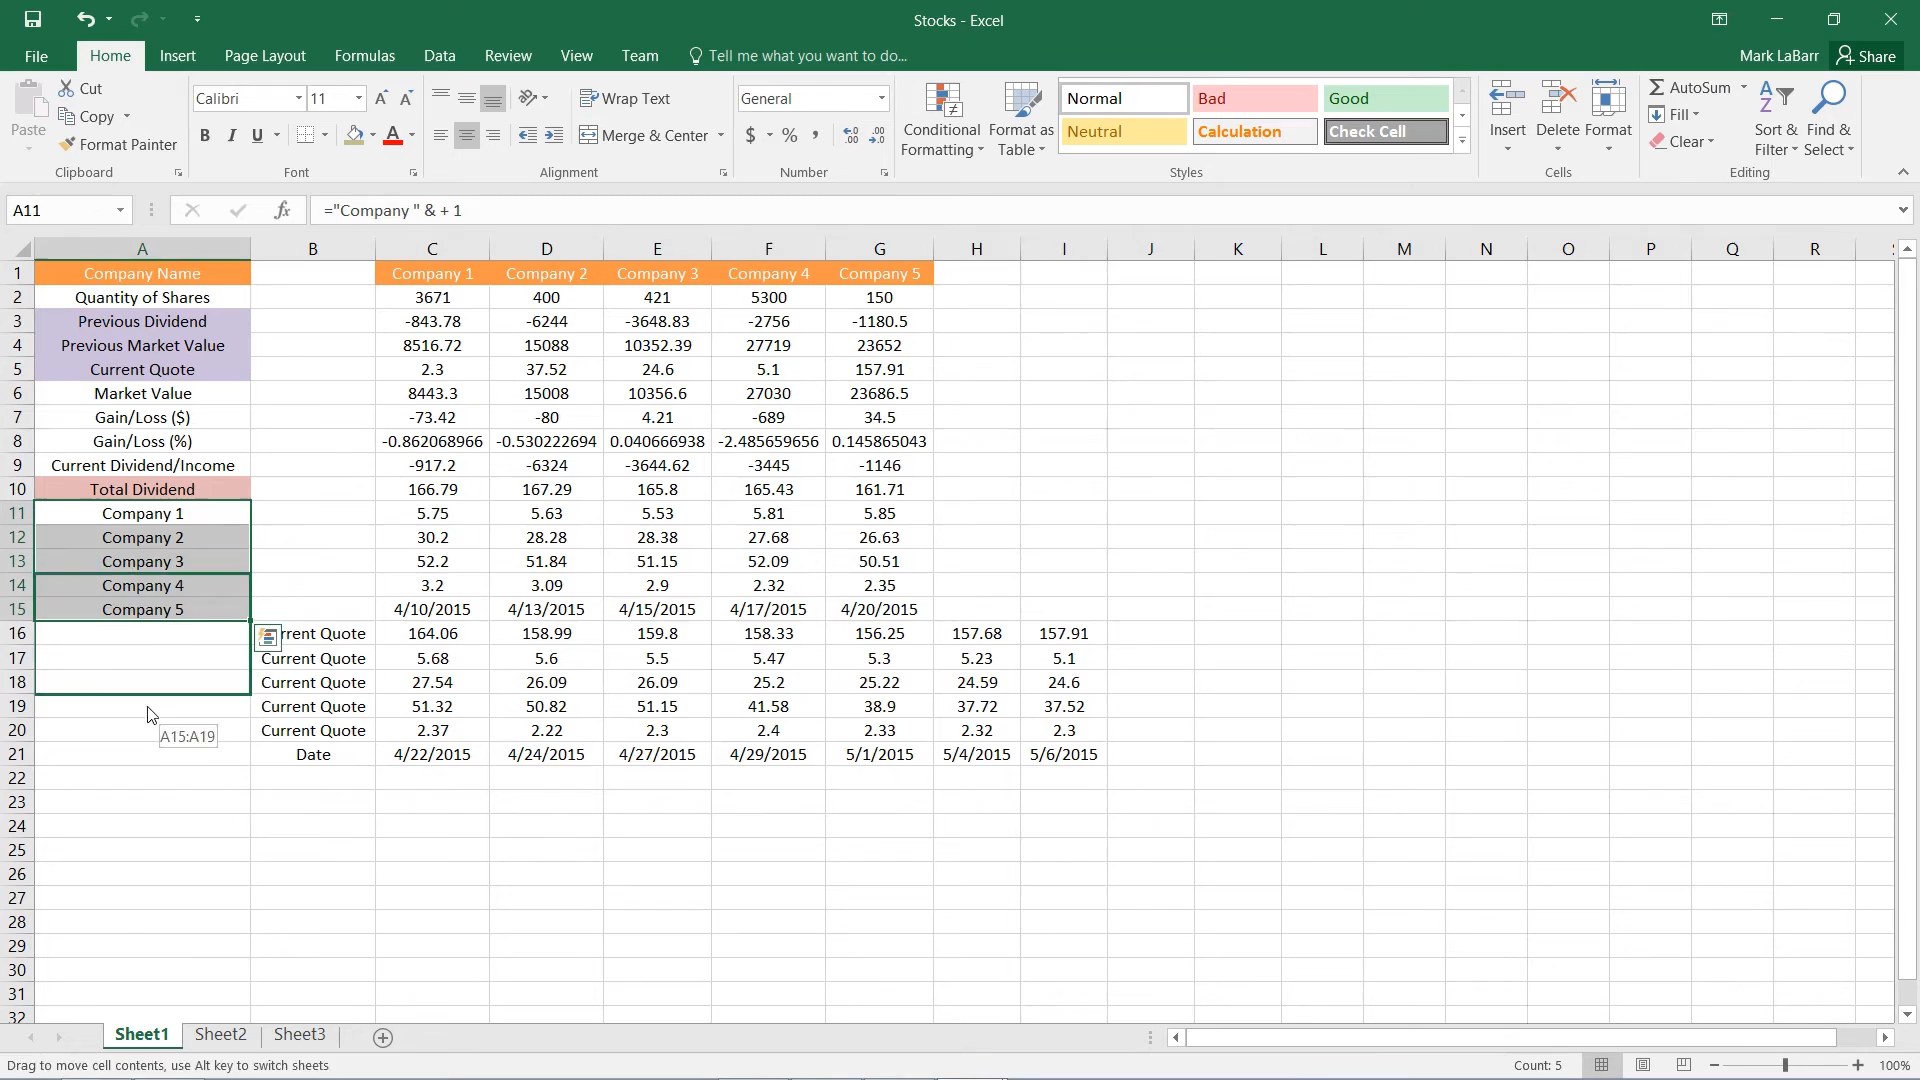 Stocks - Excel
File Home Insert Page Layout Formulas Data Review View Team Tell me what you want to do... Mark LaBarr Share
Paste Cut Copy Format Painter
Clipboard
Calibri 11 A A B I U A
Font
Wrap Text Merge & Center
Alignment
General $ % , .00
Number
Conditional Formatting Format as Table
Normal Bad Good
Neutral Calculation Check Cell
Styles
Insert Delete Format
Cells
AutoSum Fill Clear Sort & Filter Find & Select
Editing
A11 fx ="Company " & + 1
A B C D E F G H I J K L M N O P Q R
1 Company Name Company 1 Company 2 Company 3 Company 4 Company 5
2 Quantity of Shares 3671 400 421 5300 150
3 Previous Dividend -843.78 -6244 -3648.83 -2756 -1180.5
4 Previous Market Value 8516.72 15088 10352.39 27719 23652
5 Current Quote 2.3 37.52 24.6 5.1 157.91
6 Market Value 8443.3 15008 10356.6 27030 23686.5
7 Gain/Loss ($) -73.42 -80 4.21 -689 34.5
8 Gain/Loss (%) -0.862068966 -0.530222694 0.040666938 -2.485659656 0.145865043
9 Current Dividend/Income -917.2 -6324 -3644.62 -3445 -1146
10 Total Dividend 166.79 167.29 165.8 165.43 161.71
11 Company 1 5.75 5.63 5.53 5.81 5.85
12 Company 2 30.2 28.28 28.38 27.68 26.63
13 Company 3 52.2 51.84 51.15 52.09 50.51
14 Company 4 3.2 3.09 2.9 2.32 2.35
15 Company 5 4/10/2015 4/13/2015 4/15/2015 4/17/2015 4/20/2015
16 rrent Quote 164.06 158.99 159.8 158.33 156.25 157.68 157.91
17 Current Quote 5.68 5.6 5.5 5.47 5.3 5.23 5.1
18 Current Quote 27.54 26.09 26.09 25.2 25.22 24.59 24.6
19 Current Quote 51.32 50.82 51.15 41.58 38.9 37.72 37.52
A15:A19
20 Current Quote 2.37 2.22 2.3 2.4 2.33 2.32 2.3
21 Date 4/22/2015 4/24/2015 4/27/2015 4/29/2015 5/1/2015 5/4/2015 5/6/2015
22
23
24
25
26
27
28
29
30
31
32
Sheet1 Sheet2 Sheet3
Drag to move cell contents, use Alt key to switch sheets Count: 5 100%